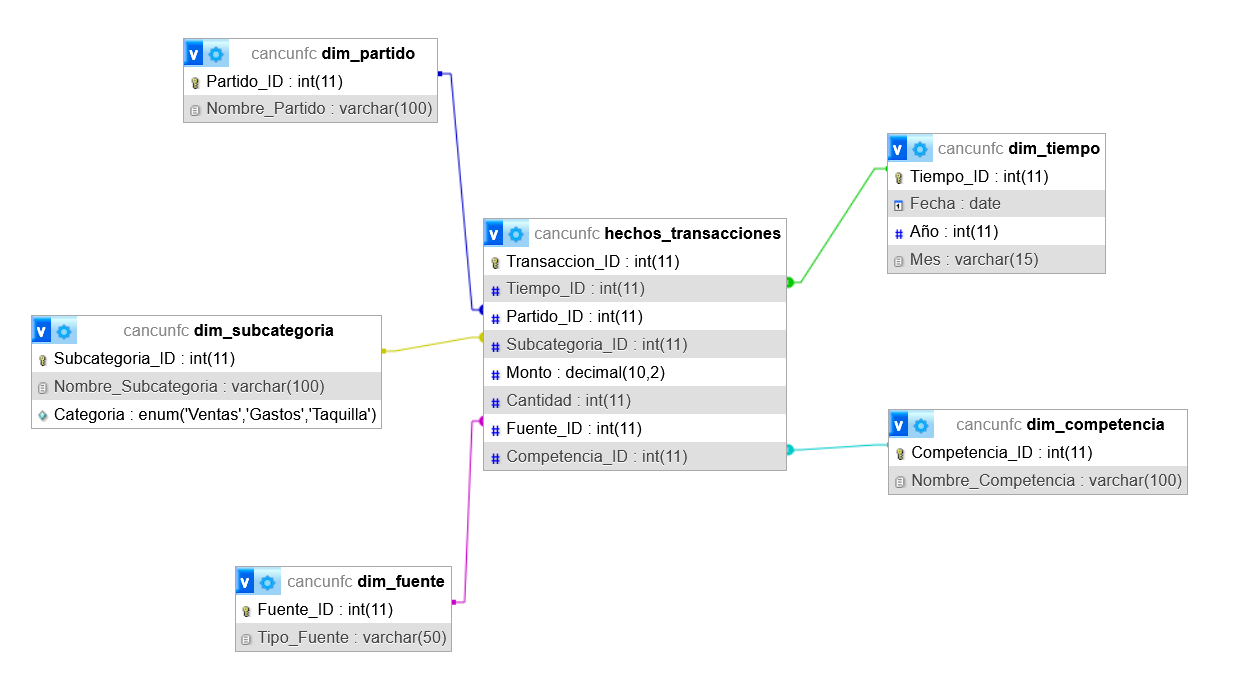 v cancunfc dim_partido
Partido_ID : int(11)
Nombre_Partido : varchar(100)
v cancunfc dim_tiempo
Tiempo_ID : int(11)
Fecha : date
# Año : int(11)
Mes : varchar(15)
v cancunfc hechos_transacciones
Transaccion_ID : int(11)
# Tiempo_ID : int(11)
# Partido_ID : int(11)
# Subcategoria_ID : int(11)
# Monto : decimal(10,2)
# Cantidad : int(11)
# Fuente_ID : int(11)
# Competencia_ID : int(11)
v cancunfc dim_subcategoria
Subcategoria_ID : int(11)
Nombre_Subcategoria : varchar(100)
Categoria : enum('Ventas','Gastos','Taquilla')
v cancunfc dim_competencia
Competencia_ID : int(11)
Nombre_Competencia : varchar(100)
v cancunfc dim_fuente
Fuente_ID : int(11)
Tipo_Fuente : varchar(50)